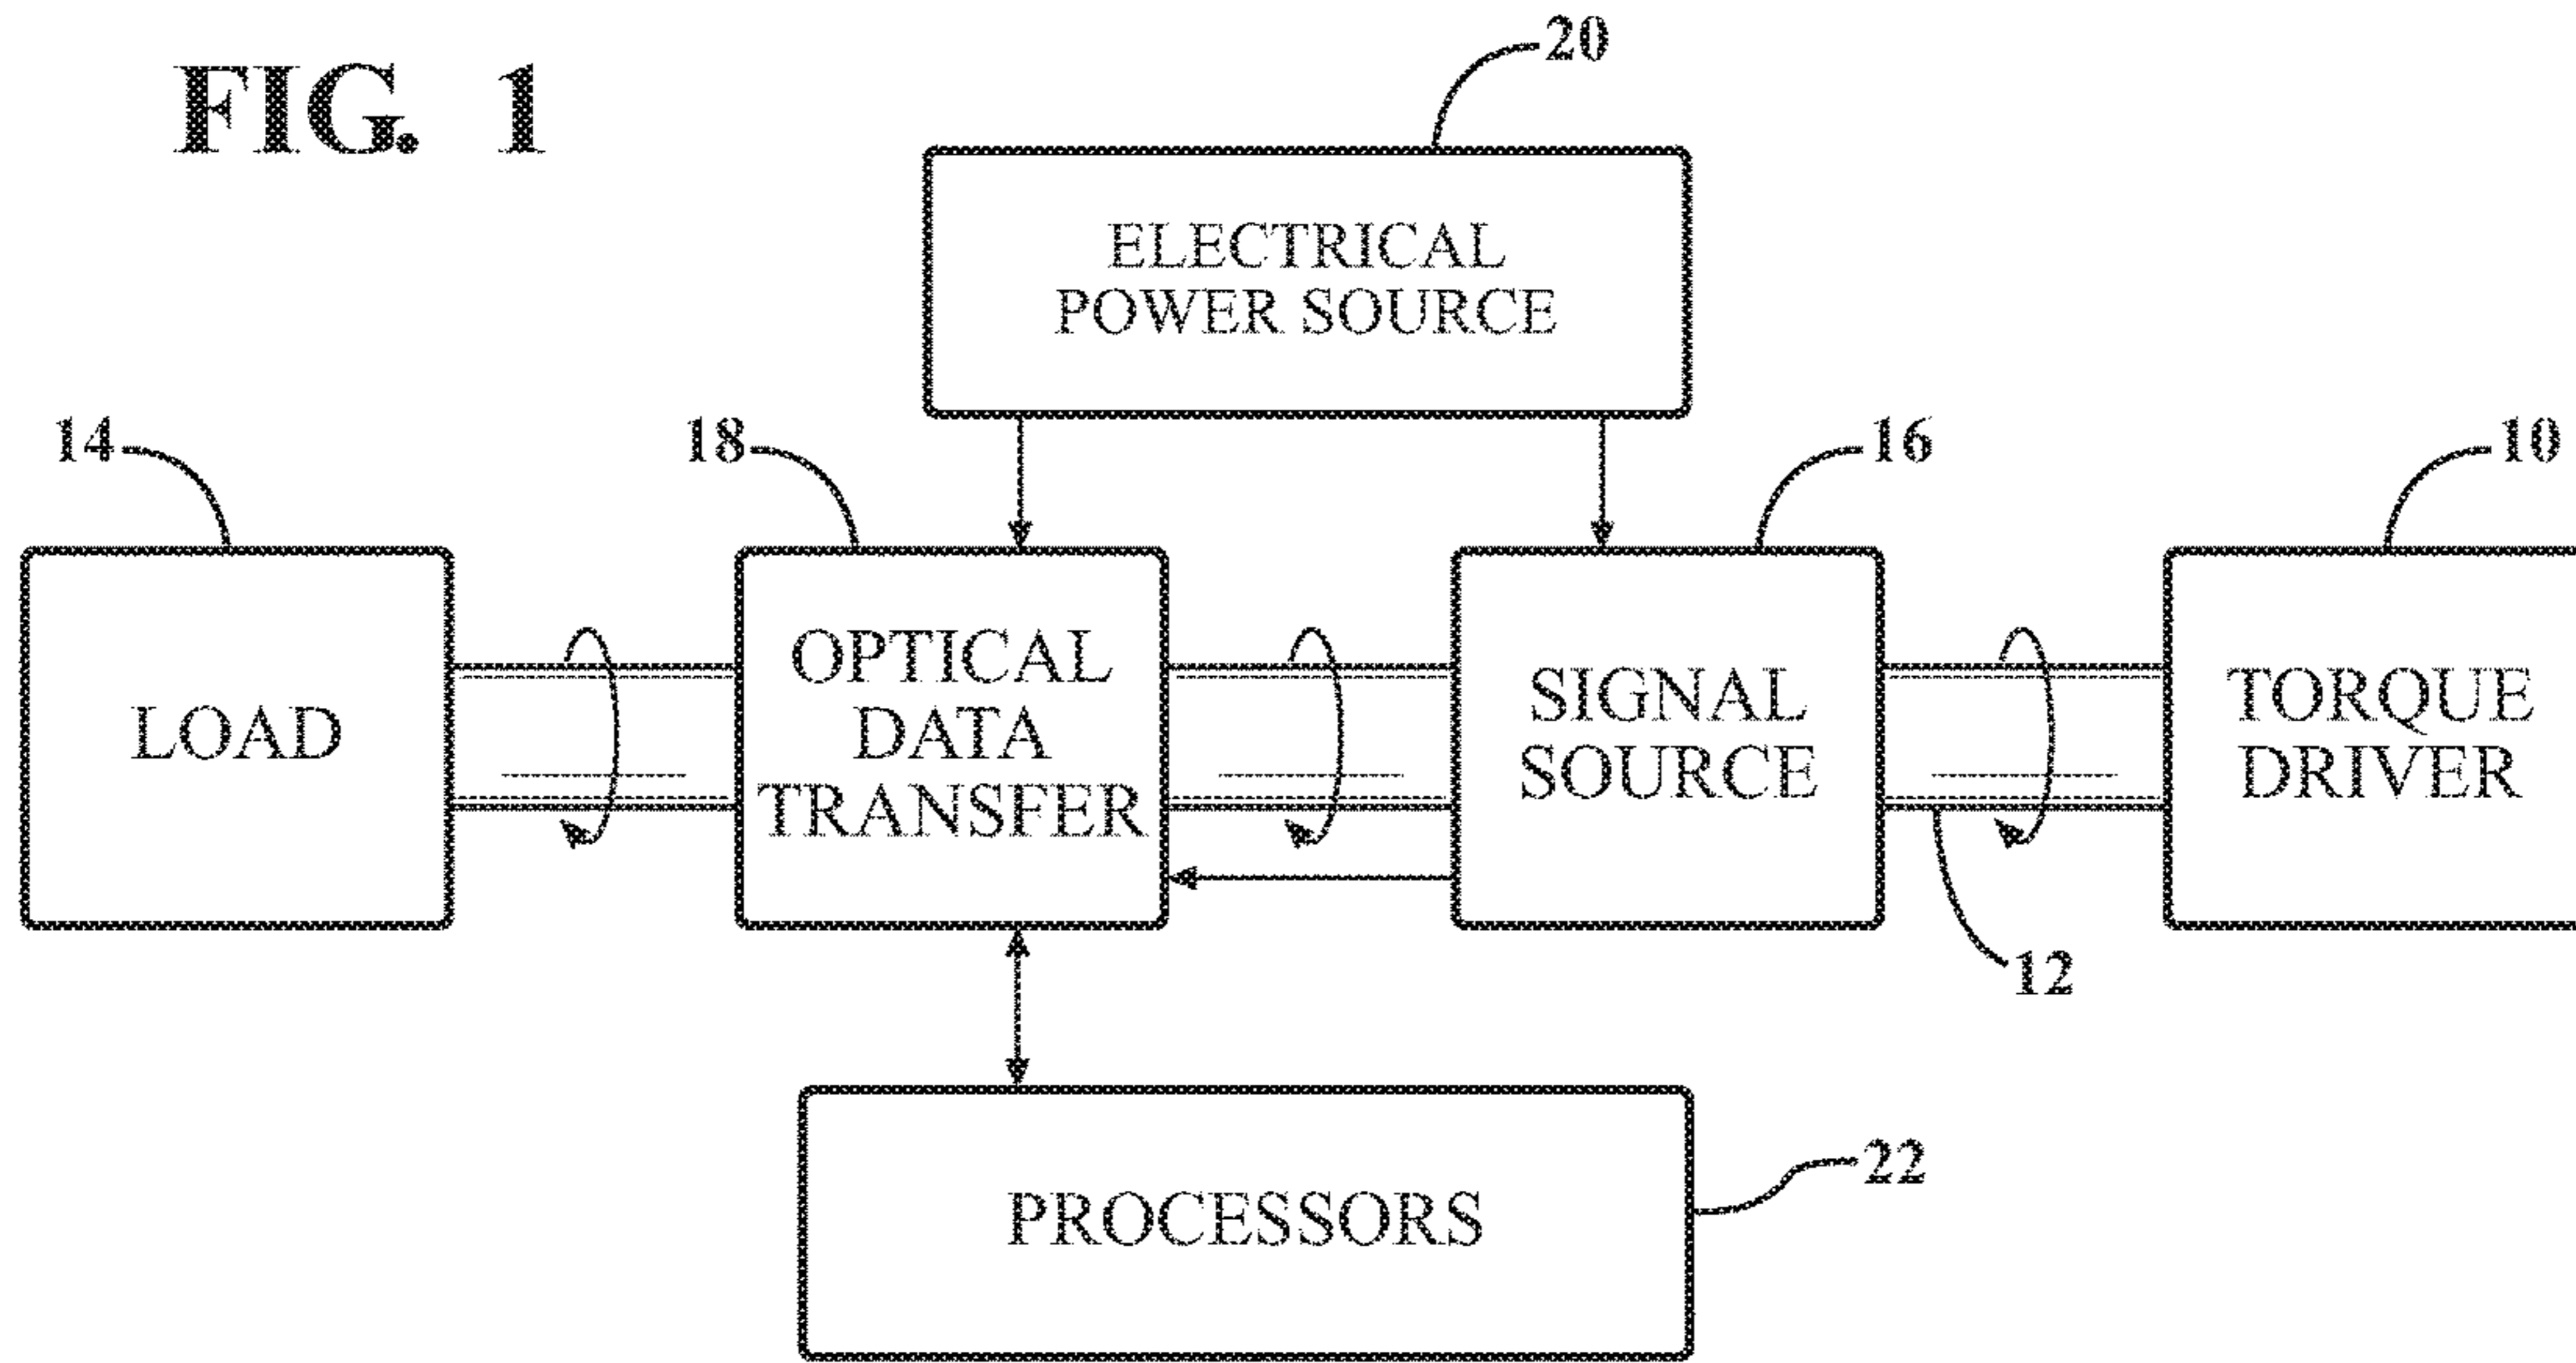 FIG. 1
20
ELECTRICAL
POWER SOURCE
14
18
16
10
LOAD
OPTICAL
DATA
TRANSFER
SIGNAL
SOURCE
TORQUE
DRIVER
12
PROCESSORS
22